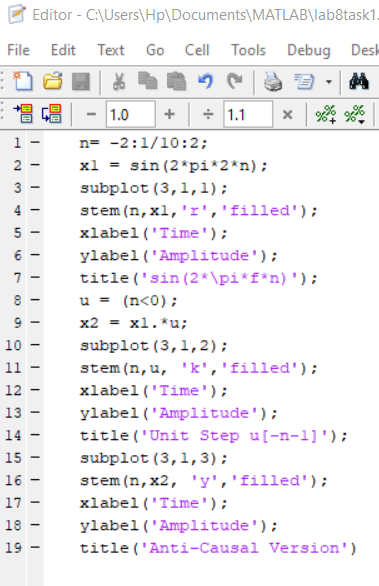 Editor - C:\Users\Hp\Documents\MATLAB\lab8task1.
File Edit Text Go Cell Tools Debug Desk
- 1.0 + ÷ 1.1 ×
1 - n= -2:1/10:2;
2 - x1 = sin(2*pi*2*n);
3 - subplot(3,1,1);
4 - stem(n,x1,'r','filled');
5 - xlabel('Time');
6 - ylabel('Amplitude');
7 - title('sin(2*\pi*f*n)');
8 - u = (n<0);
9 - x2 = x1.*u;
10 - subplot(3,1,2);
11 - stem(n,u, 'k','filled');
12 - xlabel('Time');
13 - ylabel('Amplitude');
14 - title('Unit Step u[-n-1]');
15 - subplot(3,1,3);
16 - stem(n,x2, 'y','filled');
17 - xlabel('Time');
18 - ylabel('Amplitude');
19 - title('Anti-Causal Version')